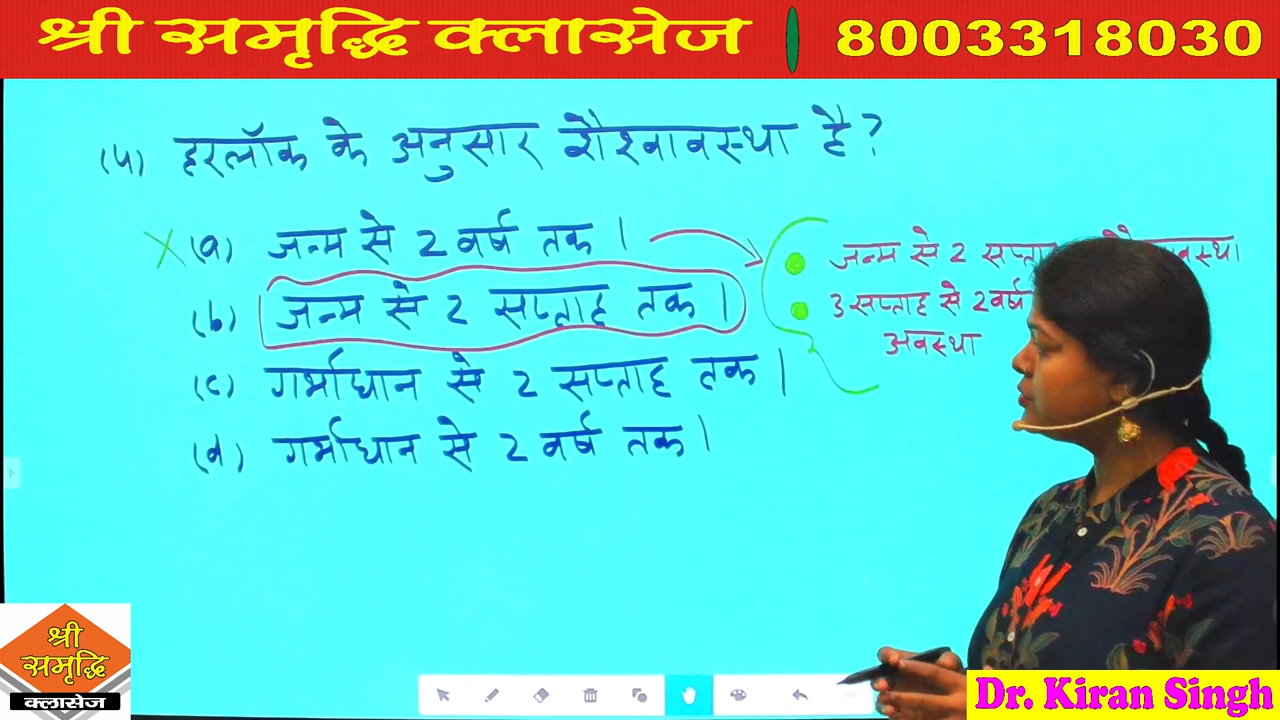 श्री समृद्धि क्लासेज | 8003318030
(5) हरलॉक के अनुसार शैशवावस्था है?
X (a) जन्म से 2 वर्ष तक।
(b) जन्म से 2 सप्ताह तक।
(c) गर्भाधान से 2 सप्ताह तक।
(d) गर्भाधान से 2 वर्ष तक।
जन्म से 2
3 सप्ताह से 2 वर्ष
अवस्था
श्री
समृद्धि
क्लासेज
Dr. Kiran Singh